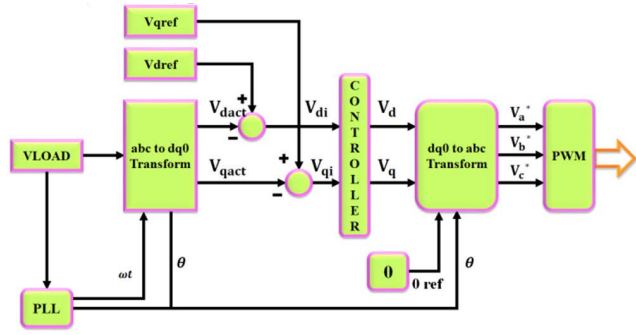 Vqref
Vdref
VLOAD
abc to dq0
Transform
Vdact
Vqact
+
−
+
−
Vdi
Vqi
CONTROLLER
Vd
Vq
dq0 to abc
Transform
Va*
Vb*
Vc*
PWM
PLL
ωt
θ
0
0 ref
θ